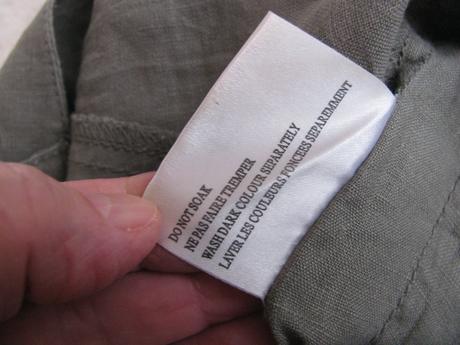 DO NOT SOAK
NE PAS FAIRE TREMPER
WASH DARK COLOUR SEPARATELY
LAVER LES COULEURS FONCEES SEPAREMMENT